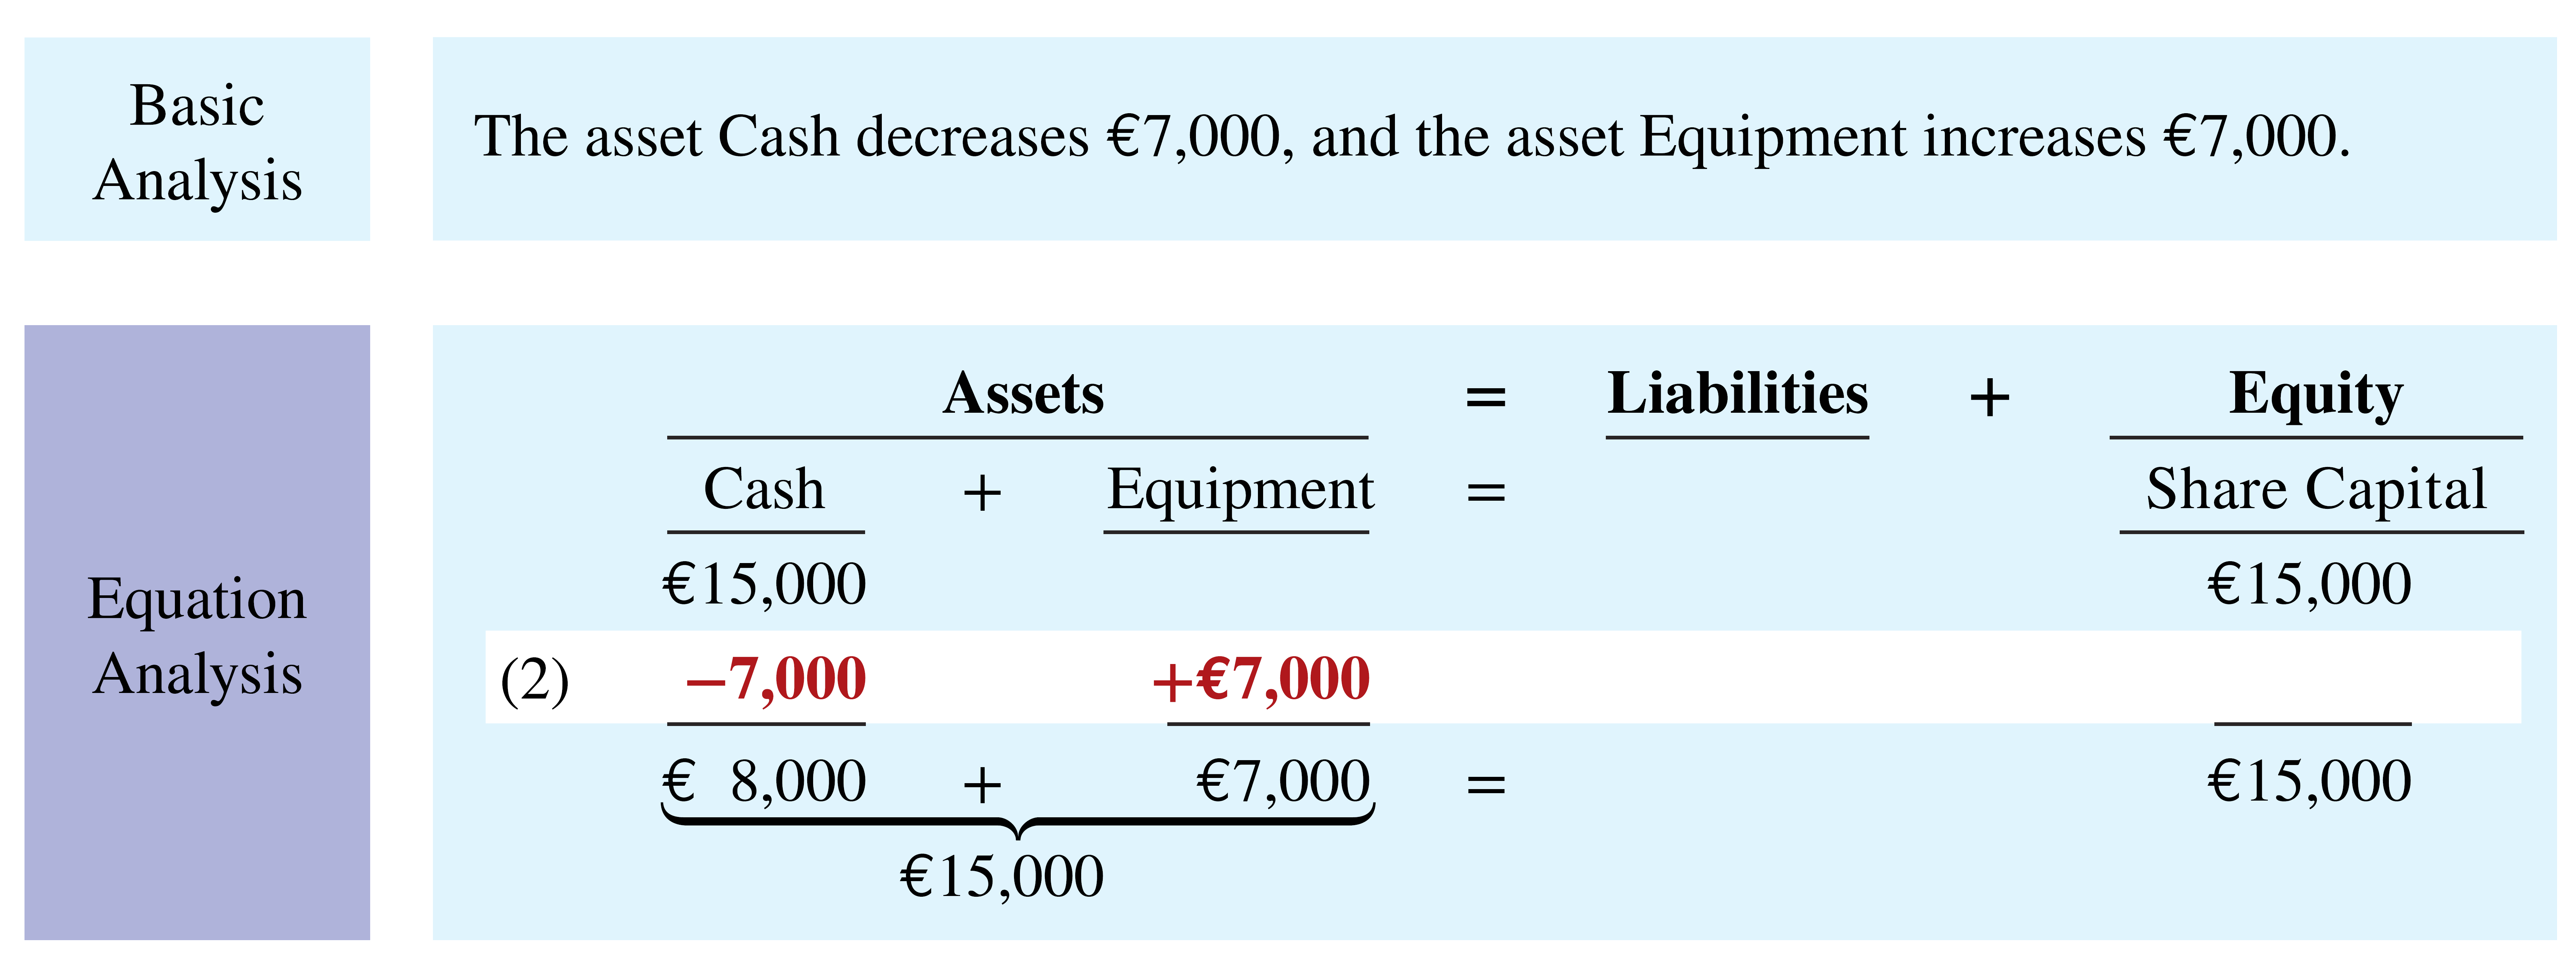 Basic
Analysis
The asset Cash decreases €7,000, and the asset Equipment increases €7,000.
Equation
Analysis
Assets = Liabilities + Equity
Cash + Equipment = Share Capital
€15,000 €15,000
(2) −7,000 +€7,000
€ 8,000 + €7,000 = €15,000
€15,000